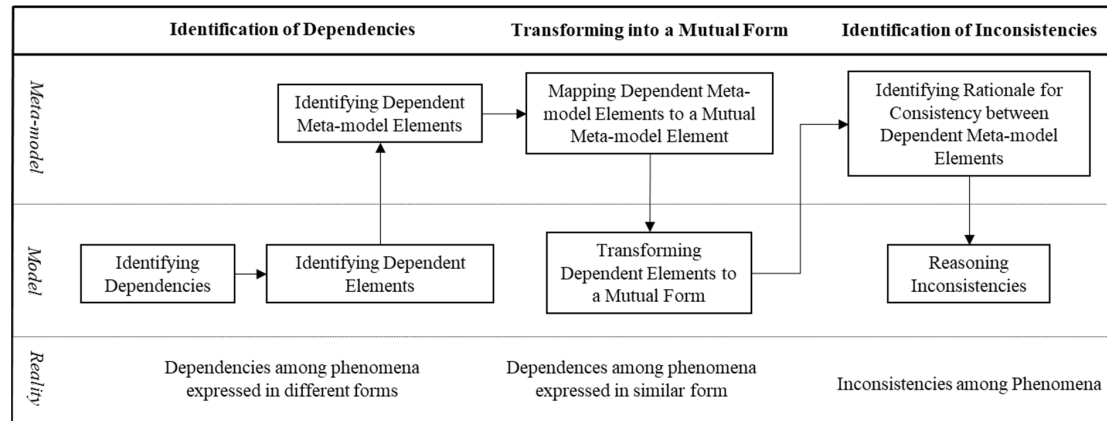 Identification of Dependencies
Transforming into a Mutual Form
Identification of Inconsistencies
Meta-model
Identifying Dependent
Meta-model Elements
Mapping Dependent Meta-
model Elements to a Mutual
Meta-model Element
Identifying Rationale for
Consistency between
Dependent Meta-model
Elements
Model
Identifying
Dependencies
Identifying Dependent
Elements
Transforming
Dependent Elements to
a Mutual Form
Reasoning
Inconsistencies
Reality
Dependencies among phenomena
expressed in different forms
Dependences among phenomena
expressed in similar form
Inconsistencies among Phenomena